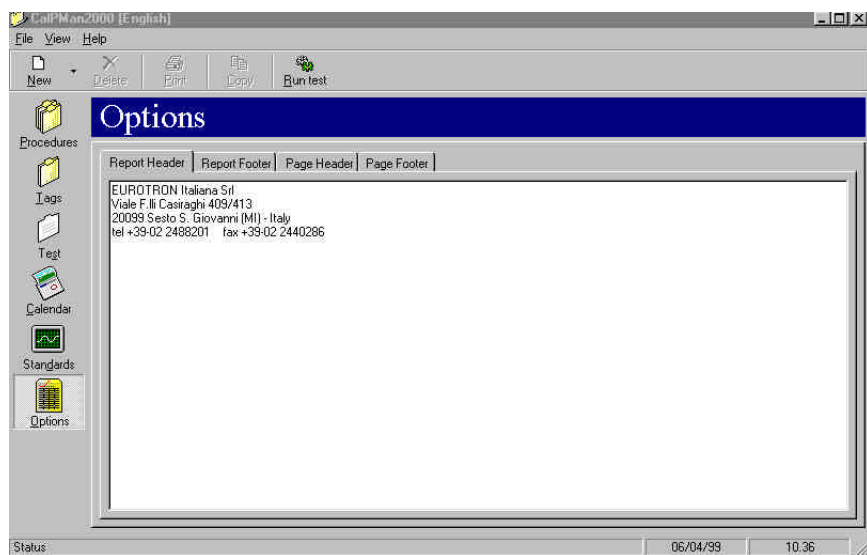 CalPMan2000 [English]
File View Help
New Delete Print Copy Run test
Options
Procedures
Tags
Test
Calendar
Standards
Options
Report Header Report Footer Page Header Page Footer
EUROTRON Italiana Srl
Viale F.lli Casiraghi 409/413
20099 Sesto S. Giovanni (MI) - Italy
tel +39-02 2488201 fax +39-02 2440286
Status 06/04/99 10.36